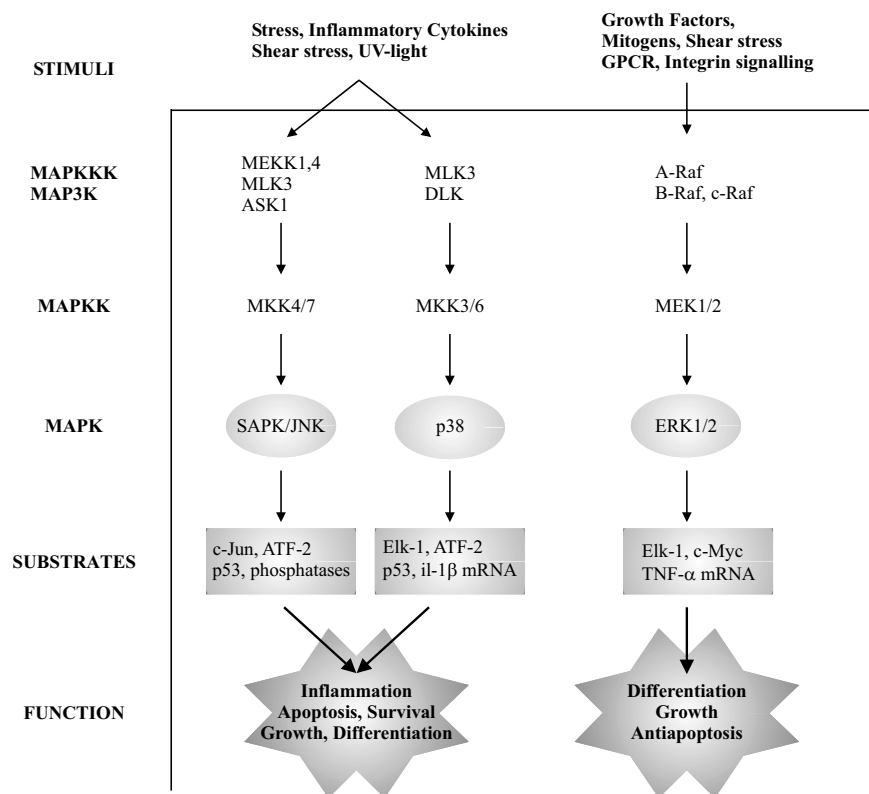 Stress, Inflammatory Cytokines
Shear stress, UV-light
Growth Factors,
Mitogens, Shear stress
GPCR, Integrin signalling
STIMULI
MAPKKK
MAP3K
MEKK1,4
MLK3
ASK1
MLK3
DLK
A-Raf
B-Raf, c-Raf
MAPKK
MKK4/7
MKK3/6
MEK1/2
MAPK
SAPK/JNK
p38
ERK1/2
SUBSTRATES
c-Jun, ATF-2
p53, phosphatases
Elk-1, ATF-2
p53, il-1β mRNA
Elk-1, c-Myc
TNF-α mRNA
FUNCTION
Inflammation
Apoptosis, Survival
Growth, Differentiation
Differentiation
Growth
Antiapoptosis